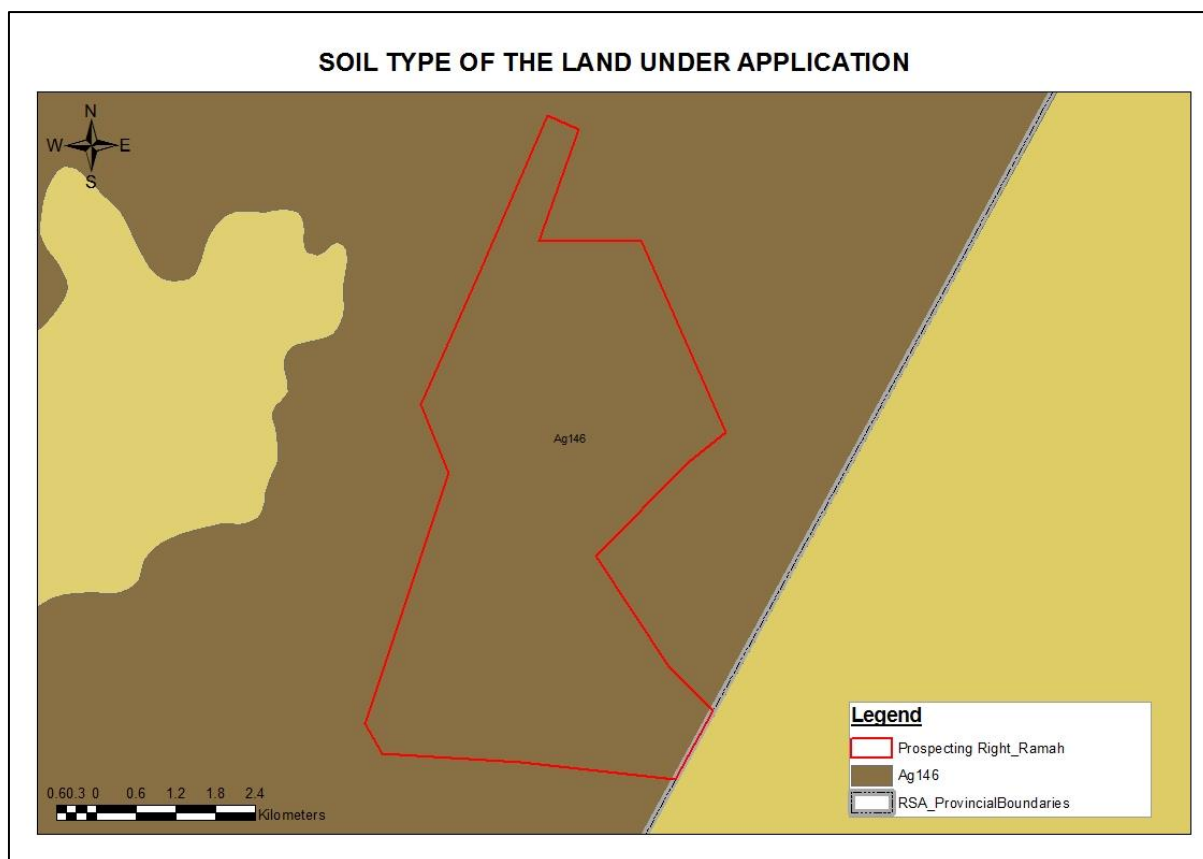 SOIL TYPE OF THE LAND UNDER APPLICATION
N
W E
S
Ag146
Legend
Prospecting Right_Ramah
Ag146
RSA_ProvincialBoundaries
0.60.3 0 0.6 1.2 1.8 2.4
Kilometers